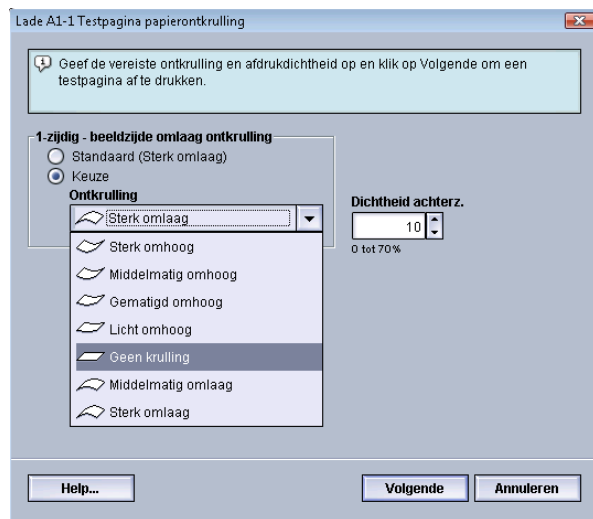 Lade A1-1 Testpagina papierontkrulling
Geef de vereiste ontkrulling en afdrukdichtheid op en klik op Volgende om een
testpagina af te drukken.
1-zijdig - beeldzijde omlaag ontkrulling
Standaard (Sterk omlaag)
Keuze
Ontkrulling
Sterk omlaag
Dichtheid achterz.
10
0 tot 70%
Sterk omhoog
Middelmatig omhoog
Gematigd omhoog
Licht omhoog
Geen krulling
Middelmatig omlaag
Sterk omlaag
Help...
Volgende
Annuleren